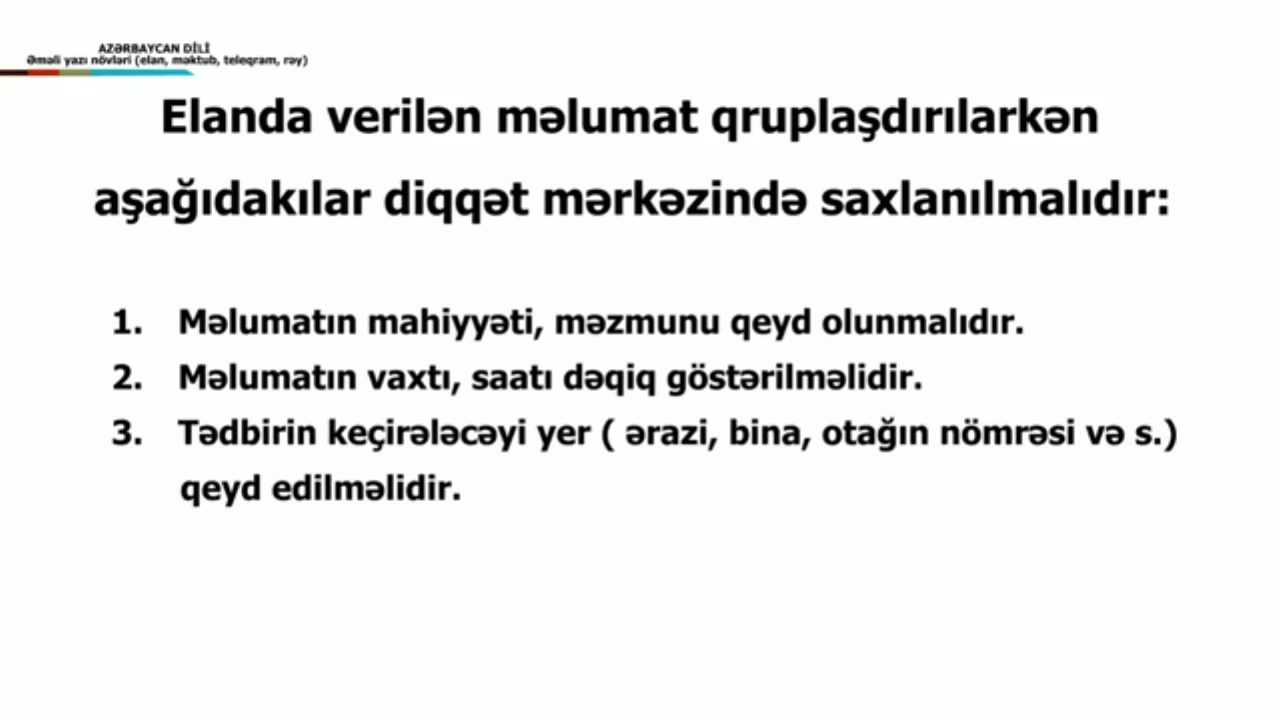 AZƏRBAYCAN DİLİ
Əməli yazı növləri (elan, məktub, teleqram, rəy)
Elanda verilən məlumat qruplaşdırılarkən
aşağıdakılar diqqət mərkəzində saxlanılmalıdır:
1. Məlumatın mahiyyəti, məzmunu qeyd olunmalıdır.
2. Məlumatın vaxtı, saatı dəqiq göstərilməlidir.
3. Tədbirin keçirələcəyi yer ( ərazi, bina, otağın nömrəsi və s.)
qeyd edilməlidir.